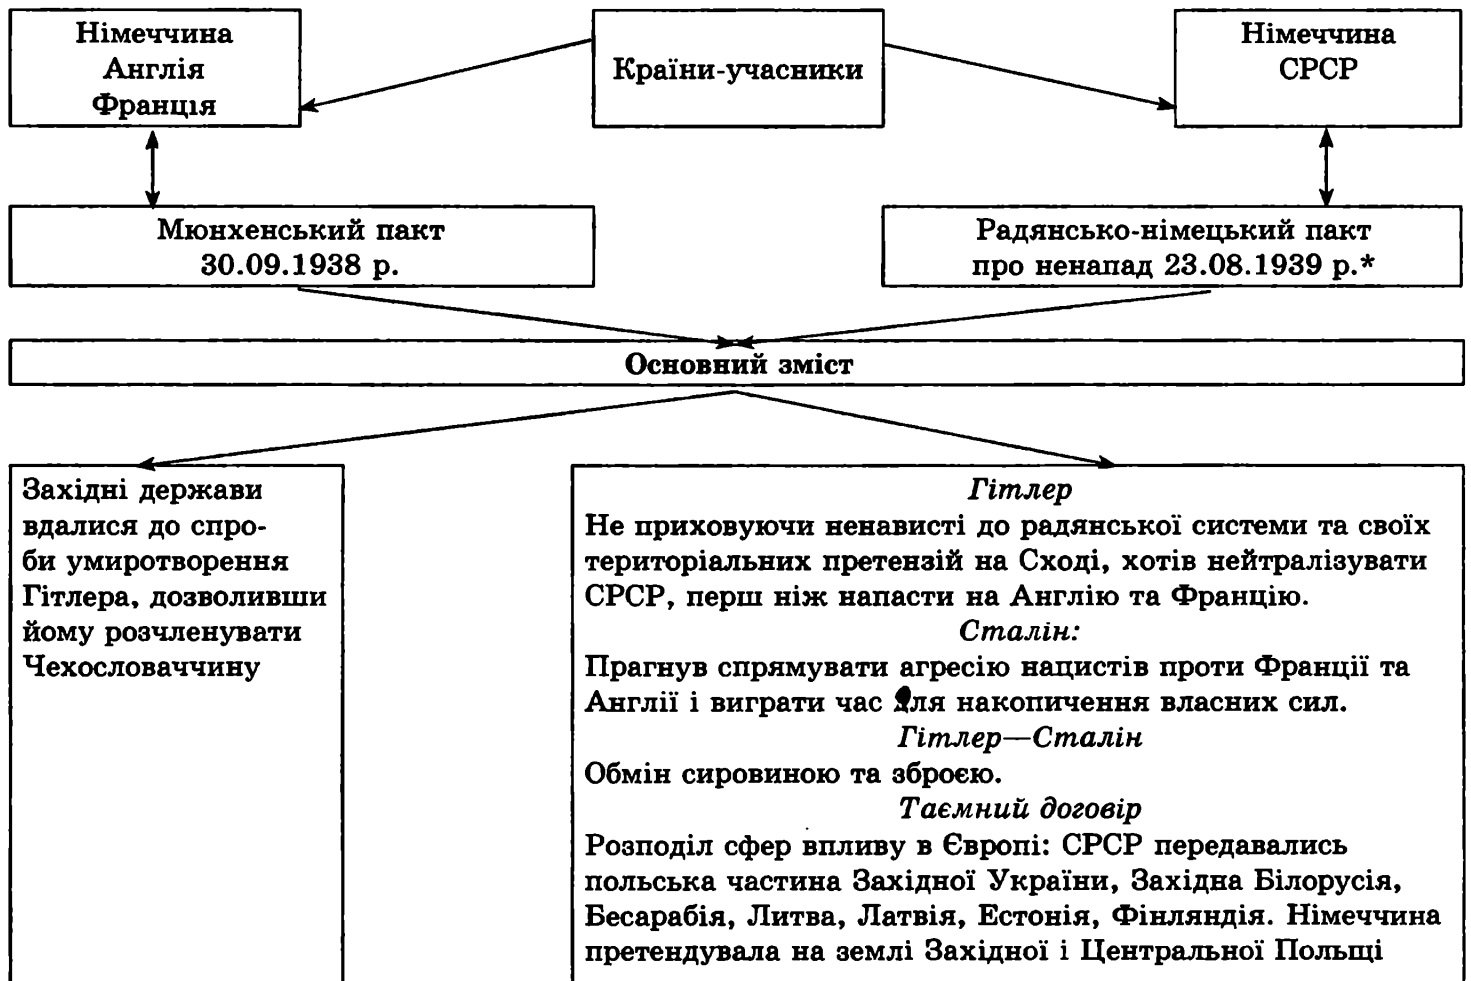 Німеччина
Англія
Франція
Країни-учасники
Німеччина
СРСР
Мюнхенський пакт
30.09.1938 р.
Радянсько-німецький пакт
про ненапад 23.08.1939 р.*
Основний зміст
Західні держави
вдалися до спро-
би умиротворення
Гітлера, дозволивши
йому розчленувати
Чехословаччину
Гітлер
Не приховуючи ненависті до радянської системи та своїх
територіальних претензій на Сході, хотів нейтралізувати
СРСР, перш ніж напасти на Англію та Францію.
Сталін:
Прагнув спрямувати агресію нацистів проти Франції та
Англії і виграти час для накопичення власних сил.
Гітлер—Сталін
Обмін сировиною та зброєю.
Таємний договір
Розподіл сфер впливу в Європі: СРСР передавались
польська частина Західної України, Західна Білорусія,
Бесарабія, Литва, Латвія, Естонія, Фінляндія. Німеччина
претендувала на землі Західної і Центральної Польщі